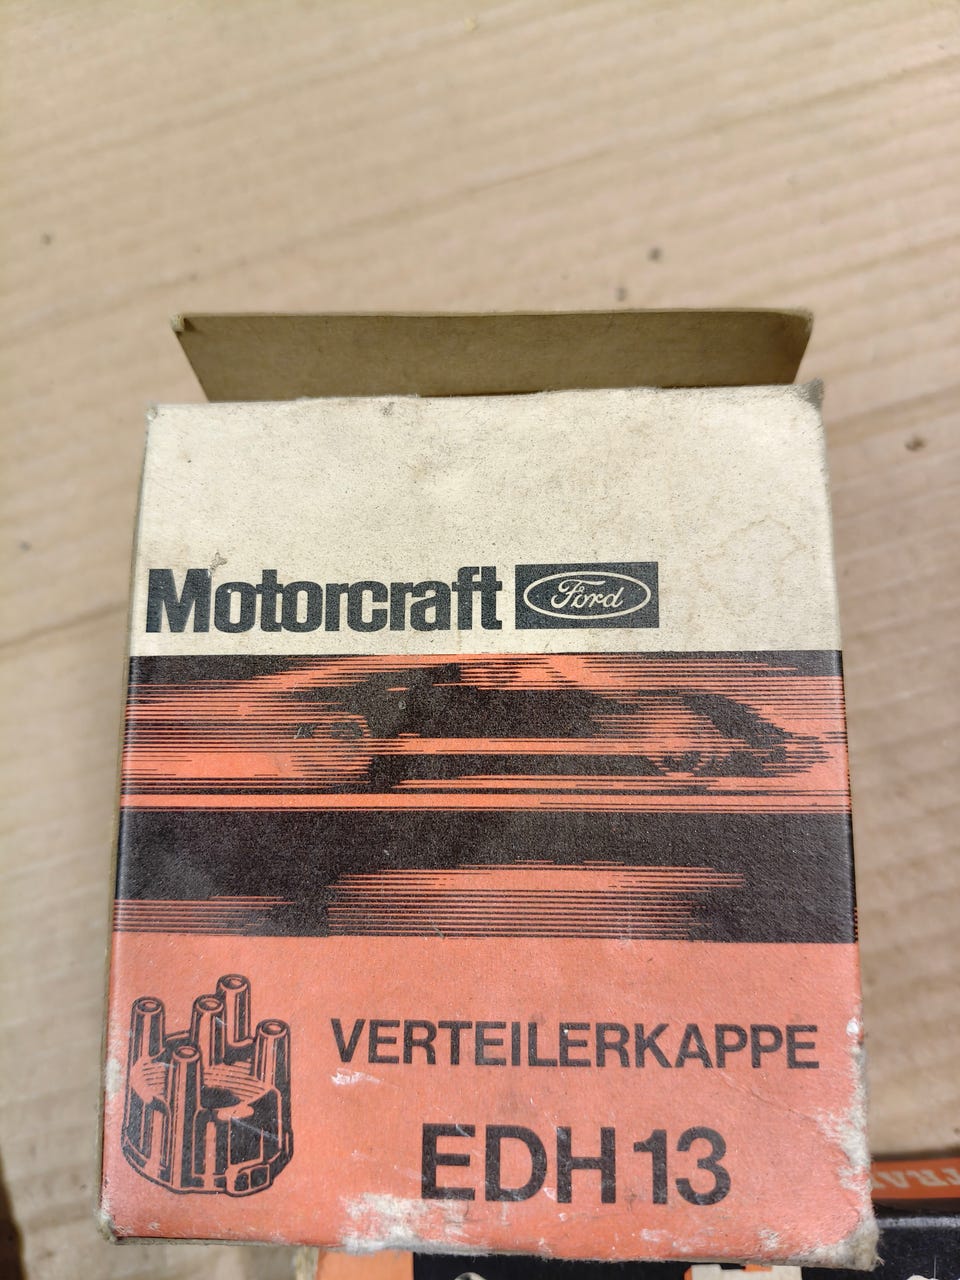 Motorcraft Ford
VERTEILERKAPPE
EDH 13